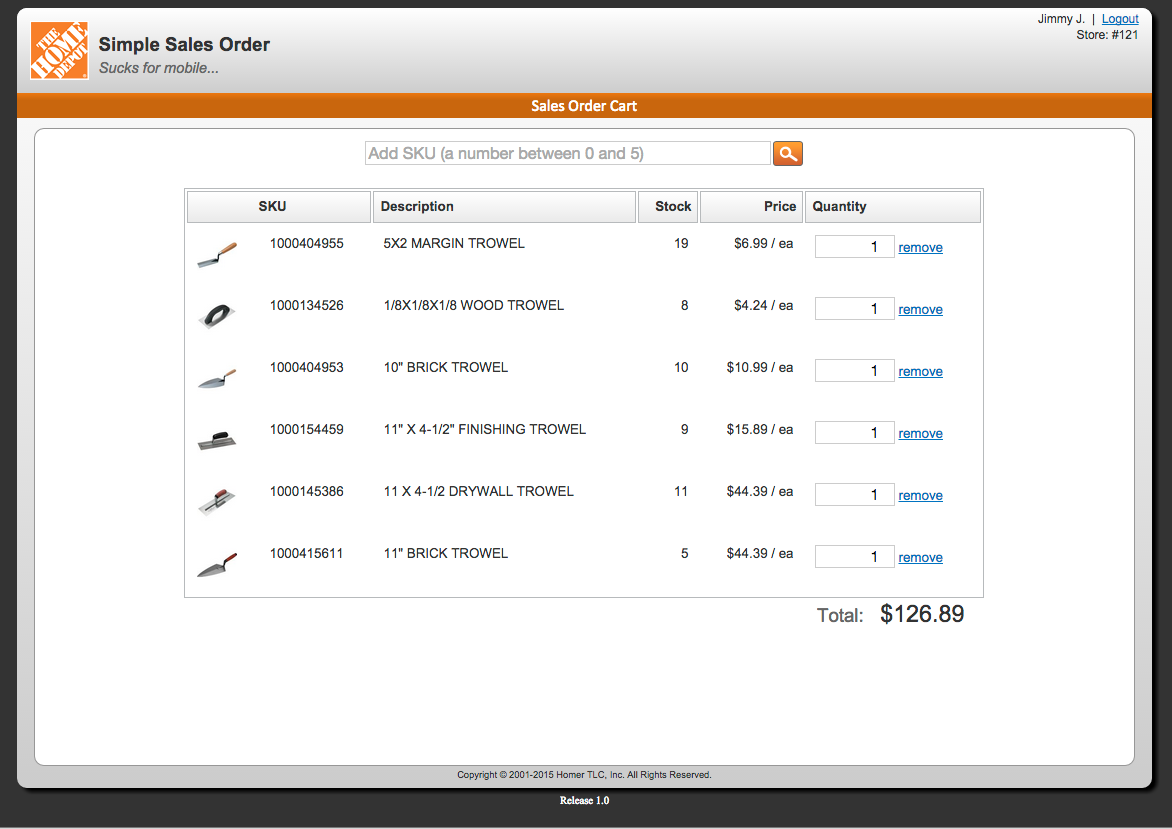 THE HOME DEPOT
Simple Sales Order
Sucks for mobile...
Jimmy J. | Logout
Store: #121
Sales Order Cart
Add SKU (a number between 0 and 5)
SKU Description Stock Price Quantity
1000404955 5X2 MARGIN TROWEL 19 $6.99 / ea 1 remove
1000134526 1/8X1/8X1/8 WOOD TROWEL 8 $4.24 / ea 1 remove
1000404953 10" BRICK TROWEL 10 $10.99 / ea 1 remove
1000154459 11" X 4-1/2" FINISHING TROWEL 9 $15.89 / ea 1 remove
1000145386 11 X 4-1/2 DRYWALL TROWEL 11 $44.39 / ea 1 remove
1000415611 11" BRICK TROWEL 5 $44.39 / ea 1 remove
Total: $126.89
Copyright © 2001-2015 Homer TLC, Inc. All Rights Reserved.
Release 1.0